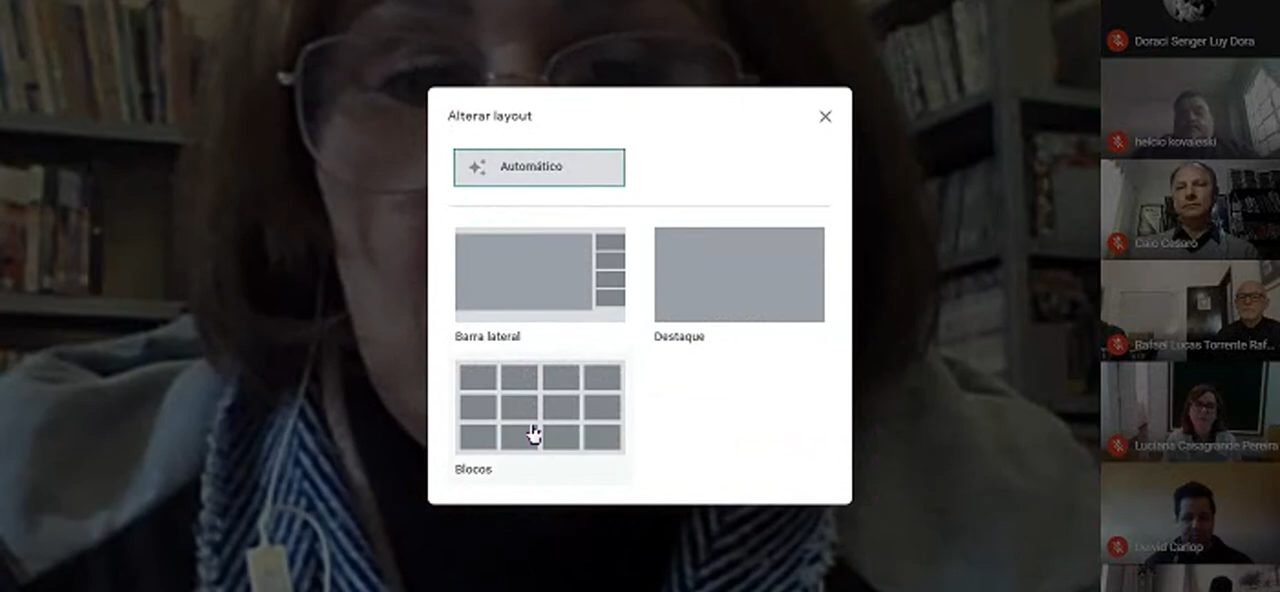 Alterar layout
Automático
Barra lateral
Destaque
Blocos
Doraci Senger Luy Dora
helcio kovaleski
Caio Cesaro
Rafael Lucas Torrente Raf...
Luciana Casagrande Pereira
David Carlop